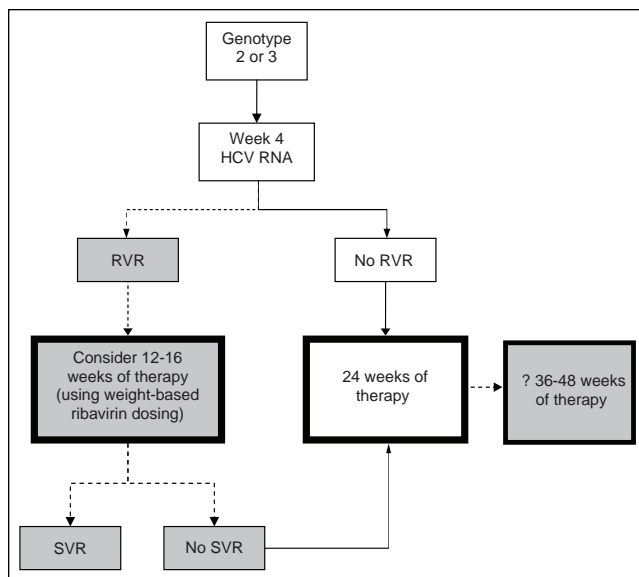 Genotype
2 or 3
Week 4
HCV RNA
RVR
No RVR
Consider 12-16
weeks of therapy
(using weight-based
ribavirin dosing)
24 weeks of
therapy
? 36-48 weeks
of therapy
SVR
No SVR